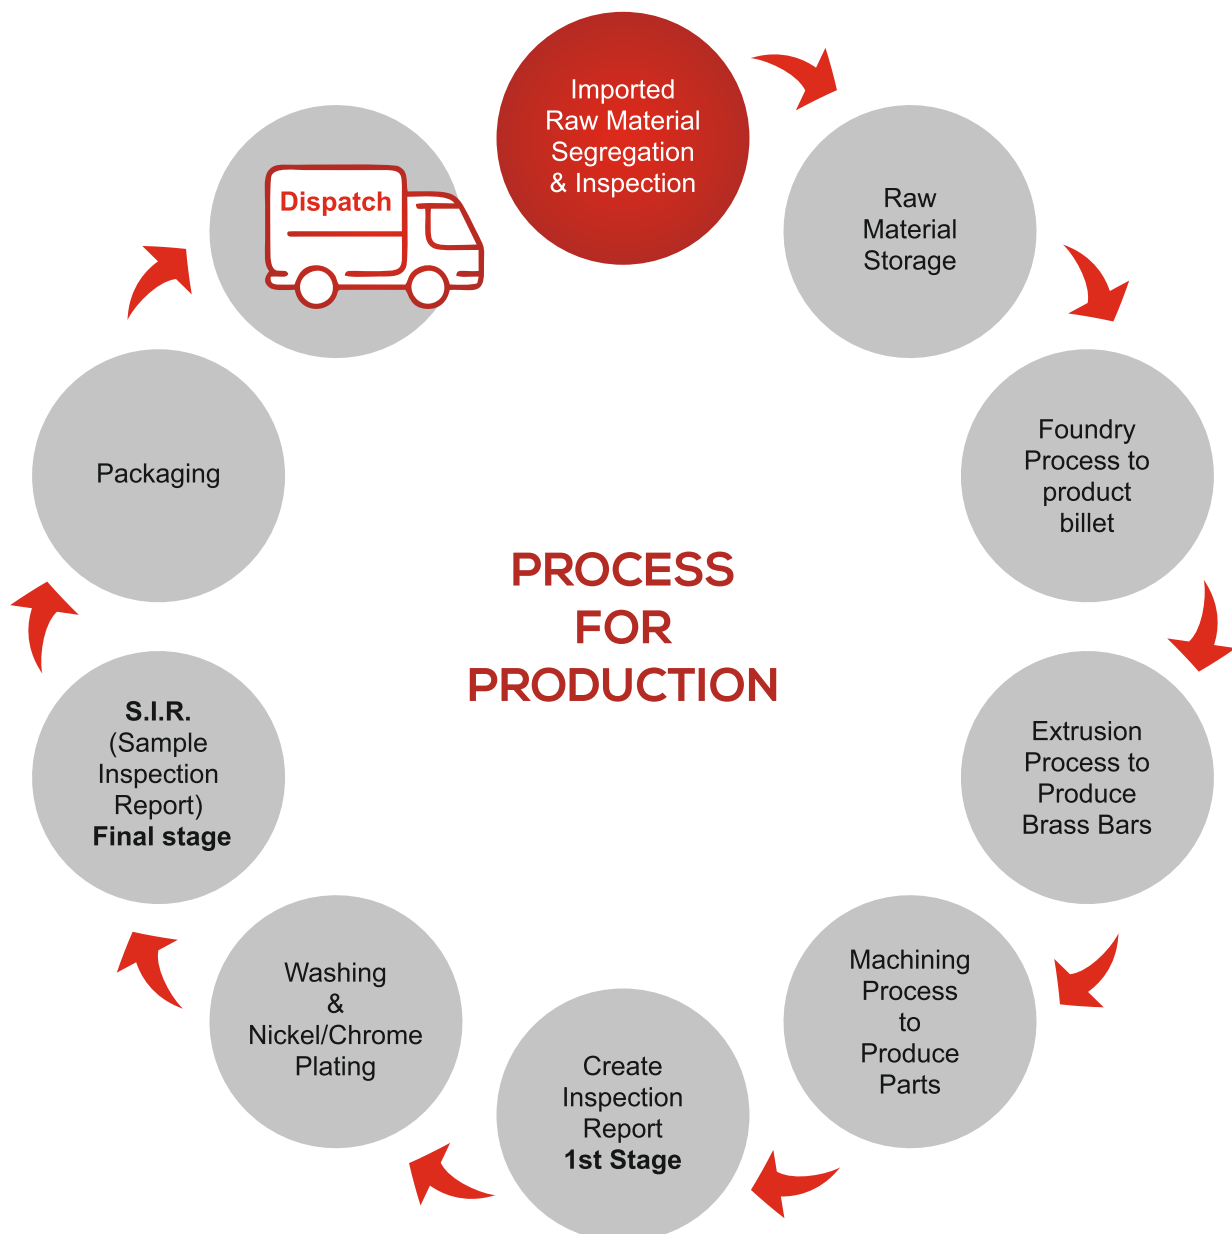 Imported
Raw Material
Segregation
& Inspection
Raw
Material
Storage
Foundry
Process to
product
billet
Extrusion
Process to
Produce
Brass Bars
Machining
Process
to
Produce
Parts
Create
Inspection
Report
1st Stage
Washing
&
Nickel/Chrome
Plating
S.I.R.
(Sample
Inspection
Report)
Final stage
Packaging
Dispatch
PROCESS
FOR
PRODUCTION